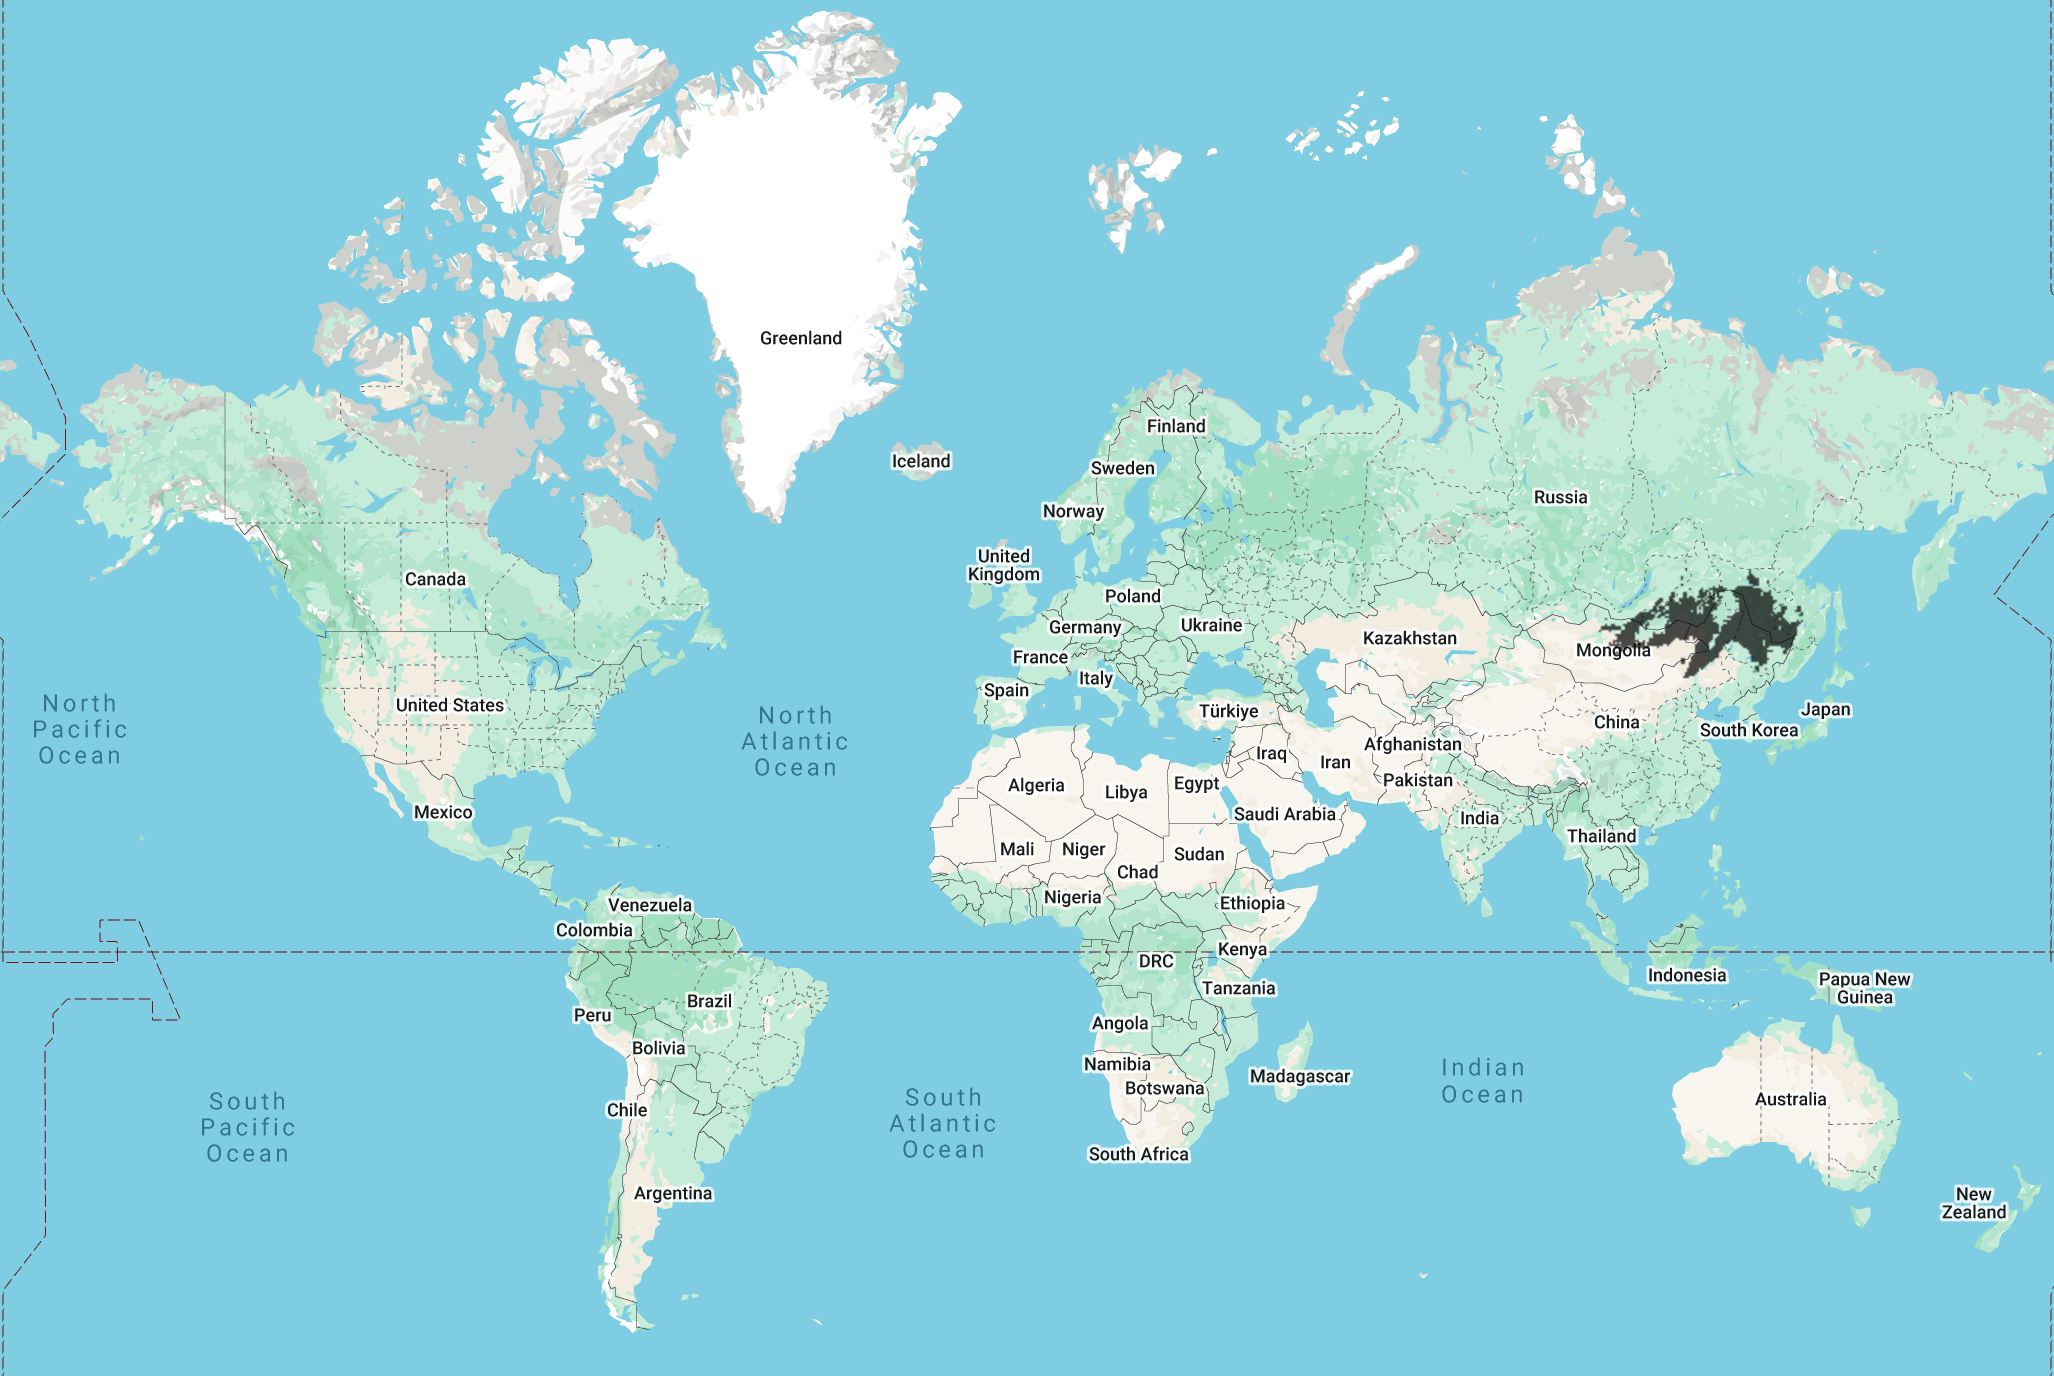 Greenland
Iceland
Finland
Sweden
Norway
Russia
United
Kingdom
Canada
Poland
Germany
Ukraine
Kazakhstan
Mongolia
France
Italy
Spain
United States
Türkiye
China
Japan
South Korea
North
Pacific
Ocean
North
Atlantic
Ocean
Afghanistan
Iraq
Iran
Pakistan
Algeria
Libya
Egypt
Saudi Arabia
India
Mexico
Thailand
Mali
Niger
Sudan
Chad
Nigeria
Ethiopia
Venezuela
Colombia
Kenya
DRC
Indonesia
Papua New
Guinea
Tanzania
Brazil
Peru
Angola
Bolivia
Namibia
Botswana
Madagascar
Indian
Ocean
Australia
Chile
South
Pacific
Ocean
South
Atlantic
Ocean
South Africa
Argentina
New
Zealand